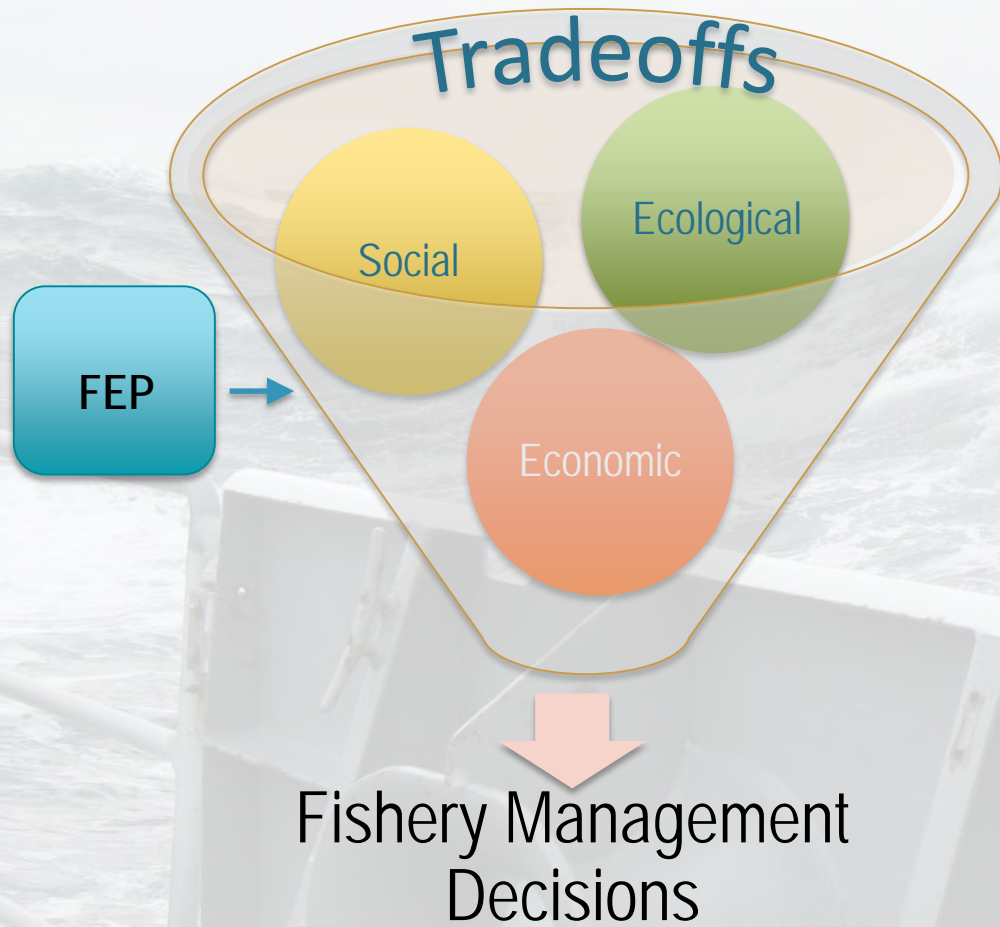 Tradeoffs
Ecological
Social
FEP
Economic
Fishery Management
Decisions